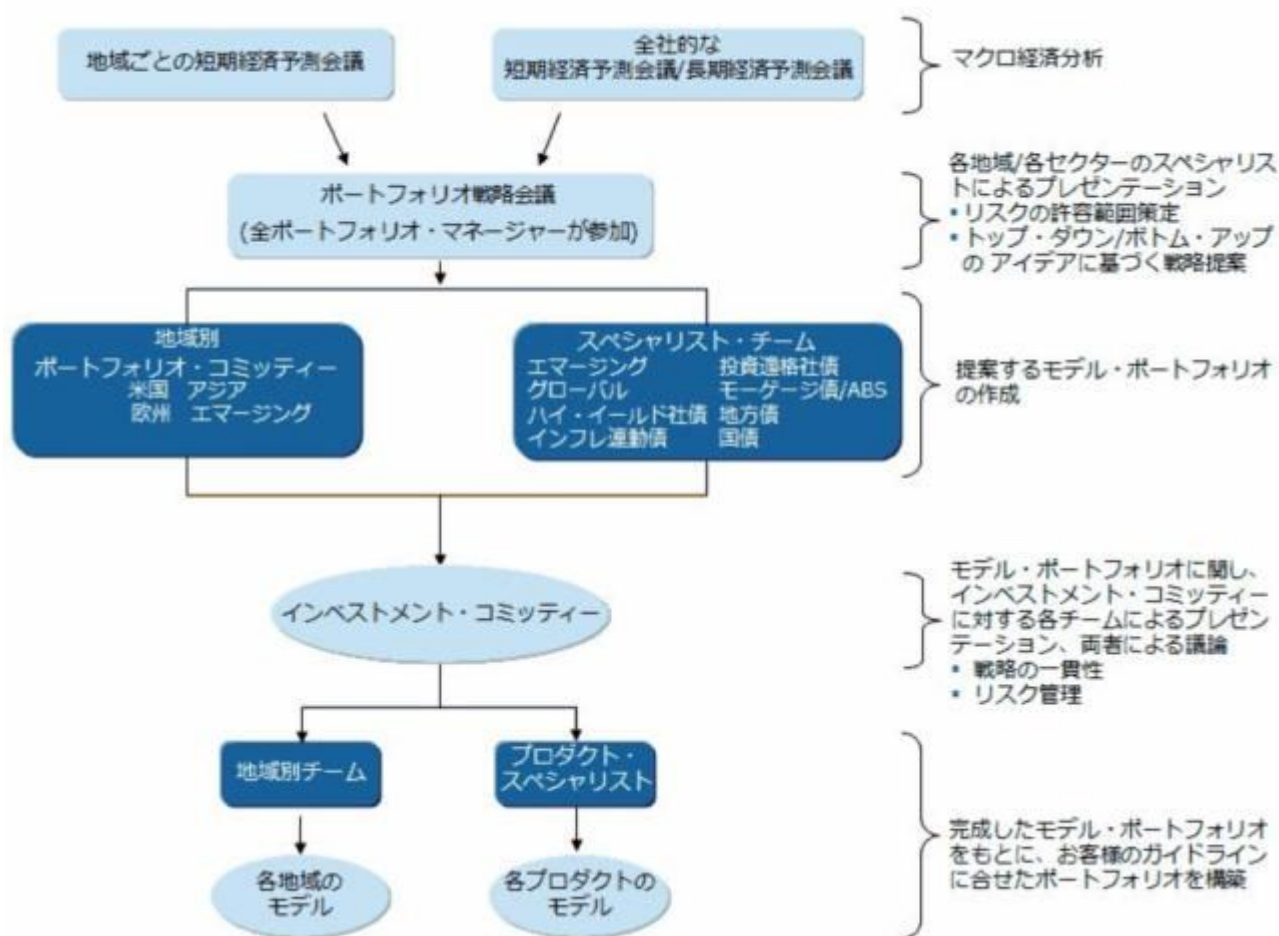 地域ごとの短期経済予測会議
全社的な
短期経済予測会議/長期経済予測会議
マクロ経済分析
ポートフォリオ戦略会議
(全ポートフォリオ・マネージャーが参加)
各地域/各セクターのスペシャリス
トによるプレゼンテーション
▪ リスクの許容範囲策定
▪ トップ・ダウン/ボトム・アップ
の アイデアに基づく戦略提案
地域別
ポートフォリオ・コミッティー
米国 アジア
欧州 エマージング
スペシャリスト・チーム
エマージング 投資適格社債
グローバル モーゲージ債/ABS
ハイ・イールド社債 地方債
インフレ連動債 国債
提案するモデル・ポートフォリオ
の作成
インベストメント・コミッティー
モデル・ポートフォリオに関し、
インベストメント・コミッティー
に対する各チームによるプレゼン
テーション、両者による議論
▪ 戦略の一貫性
▪ リスク管理
地域別チーム
プロダクト・
スペシャリスト
各地域の
モデル
各プロダクトの
モデル
完成したモデル・ポートフォリオ
をもとに、お客様のガイドライン
に合せたポートフォリオを構築